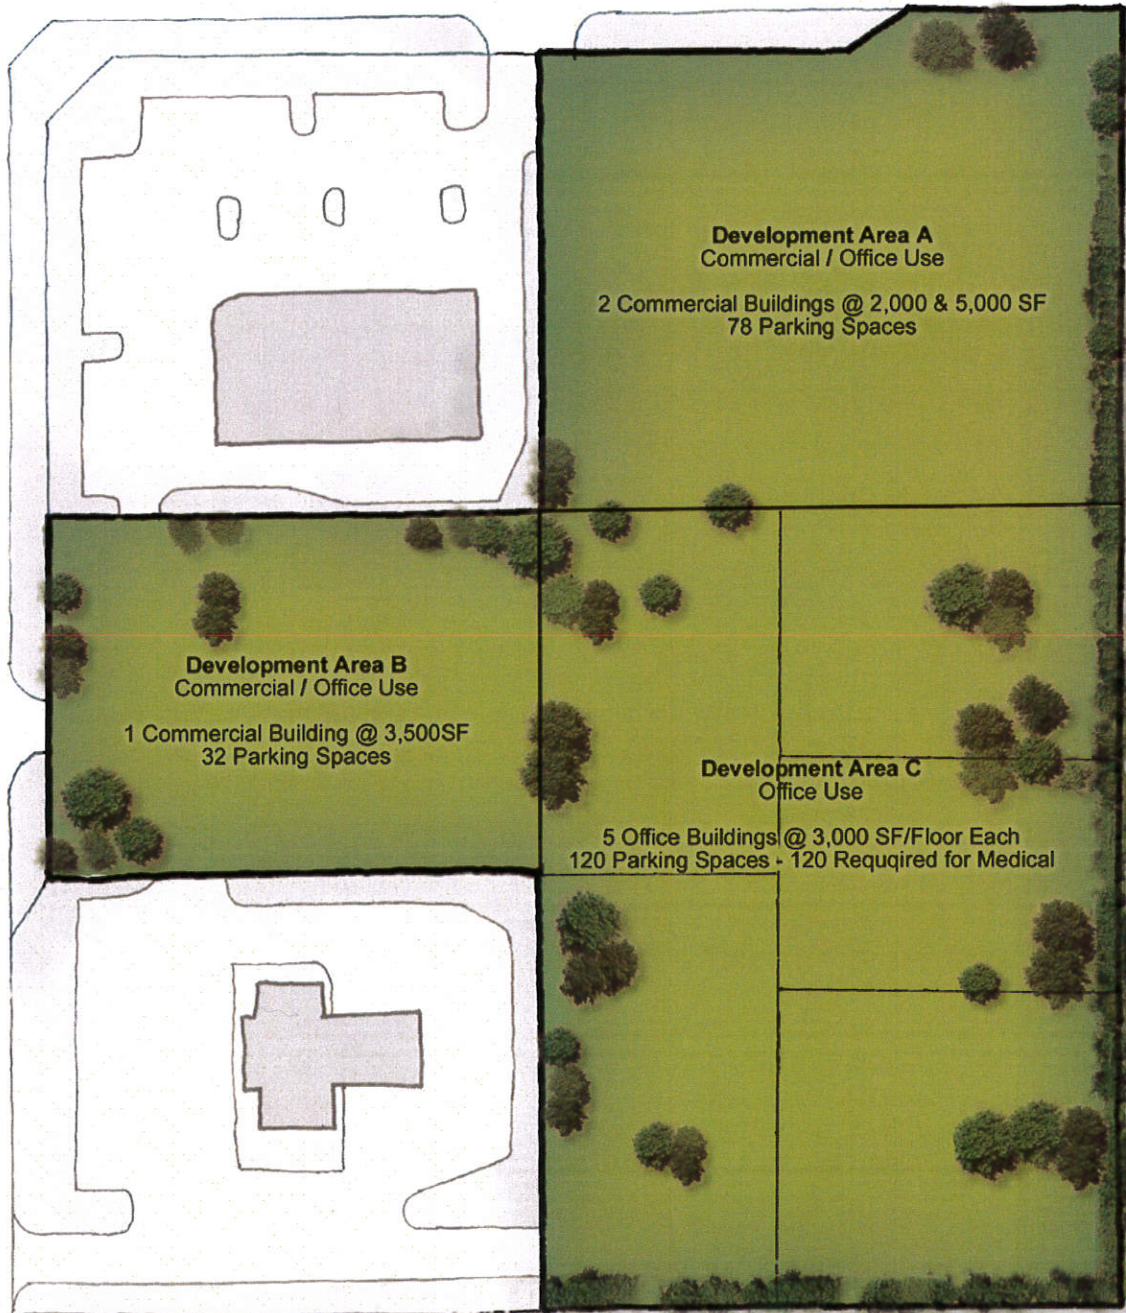 Development Area A
Commercial / Office Use
2 Commercial Buildings @ 2,000 & 5,000 SF
78 Parking Spaces
Development Area B
Commercial / Office Use
1 Commercial Building @ 3,500SF
32 Parking Spaces
Development Area C
Office Use
5 Office Buildings @ 3,000 SF/Floor Each
120 Parking Spaces - 120 Requqired for Medical